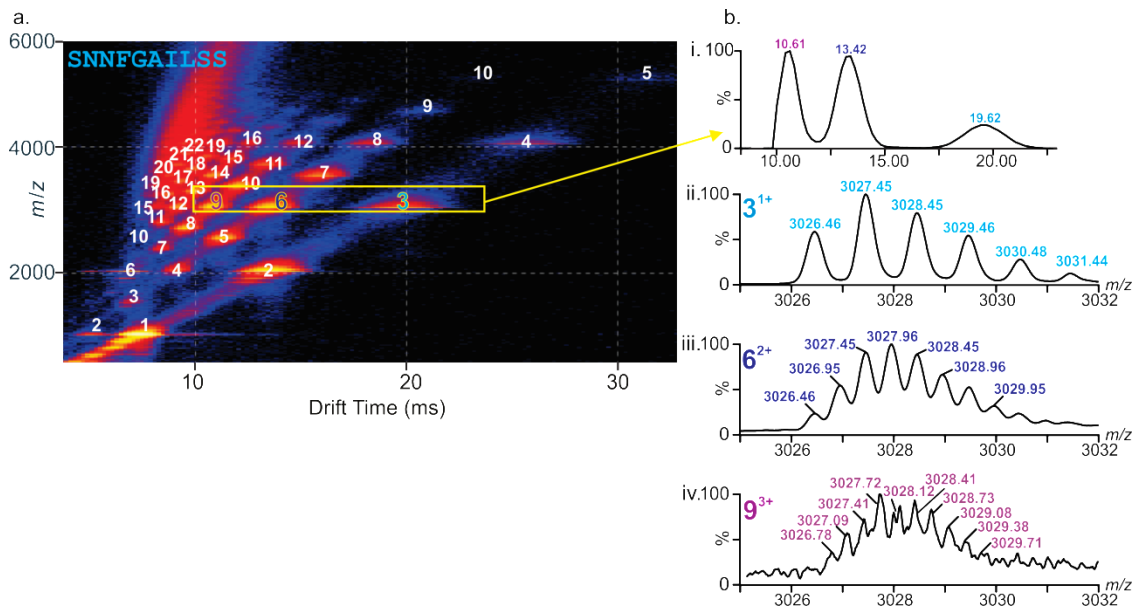 a.
SNNFGAILSS
6000
4000
2000
m/z
10 5
9
16 12 8 4
22 19
21 15 11
20 18 14 7
17
19 13 10
16 12 9 6 3
15
11 8
10 5
7
6 4 2
3
2 1
10 20 30
Drift Time (ms)
b.
i. 100
%
0
10.61
13.42
19.62
10.00 15.00 20.00
ii. 100
%
0
3¹⁺
3026.46
3027.45
3028.45
3029.46
3030.48
3031.44
3026 3028 3030 3032
m/z
iii. 100
%
0
6²⁺
3026.46
3026.95
3027.45
3027.96
3028.45
3028.96
3029.95
3026 3028 3030 3032
m/z
iv. 100
%
0
9³⁺
3026.78
3027.09
3027.41
3027.72
3028.12
3028.41
3028.73
3029.08
3029.38
3029.71
3026 3028 3030 3032
m/z